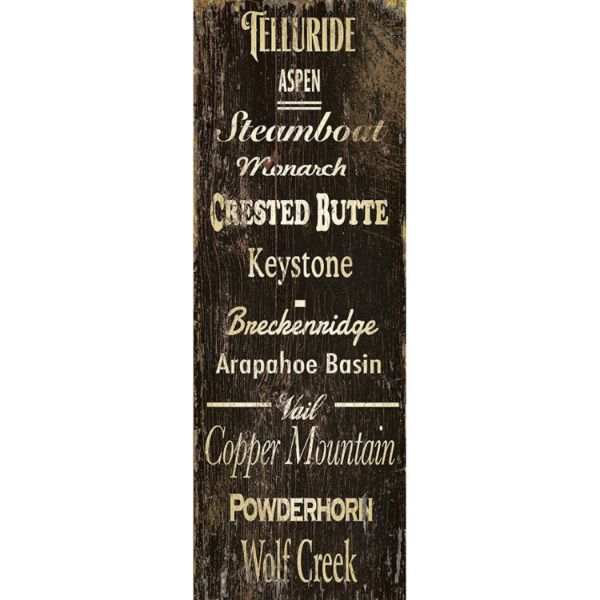 TELLURIDE
ASPEN
Steamboat
Monarch
CRESTED BUTTE
Keystone
Breckenridge
Arapahoe Basin
Vail
Copper Mountain
POWDERHORN
Wolf Creek